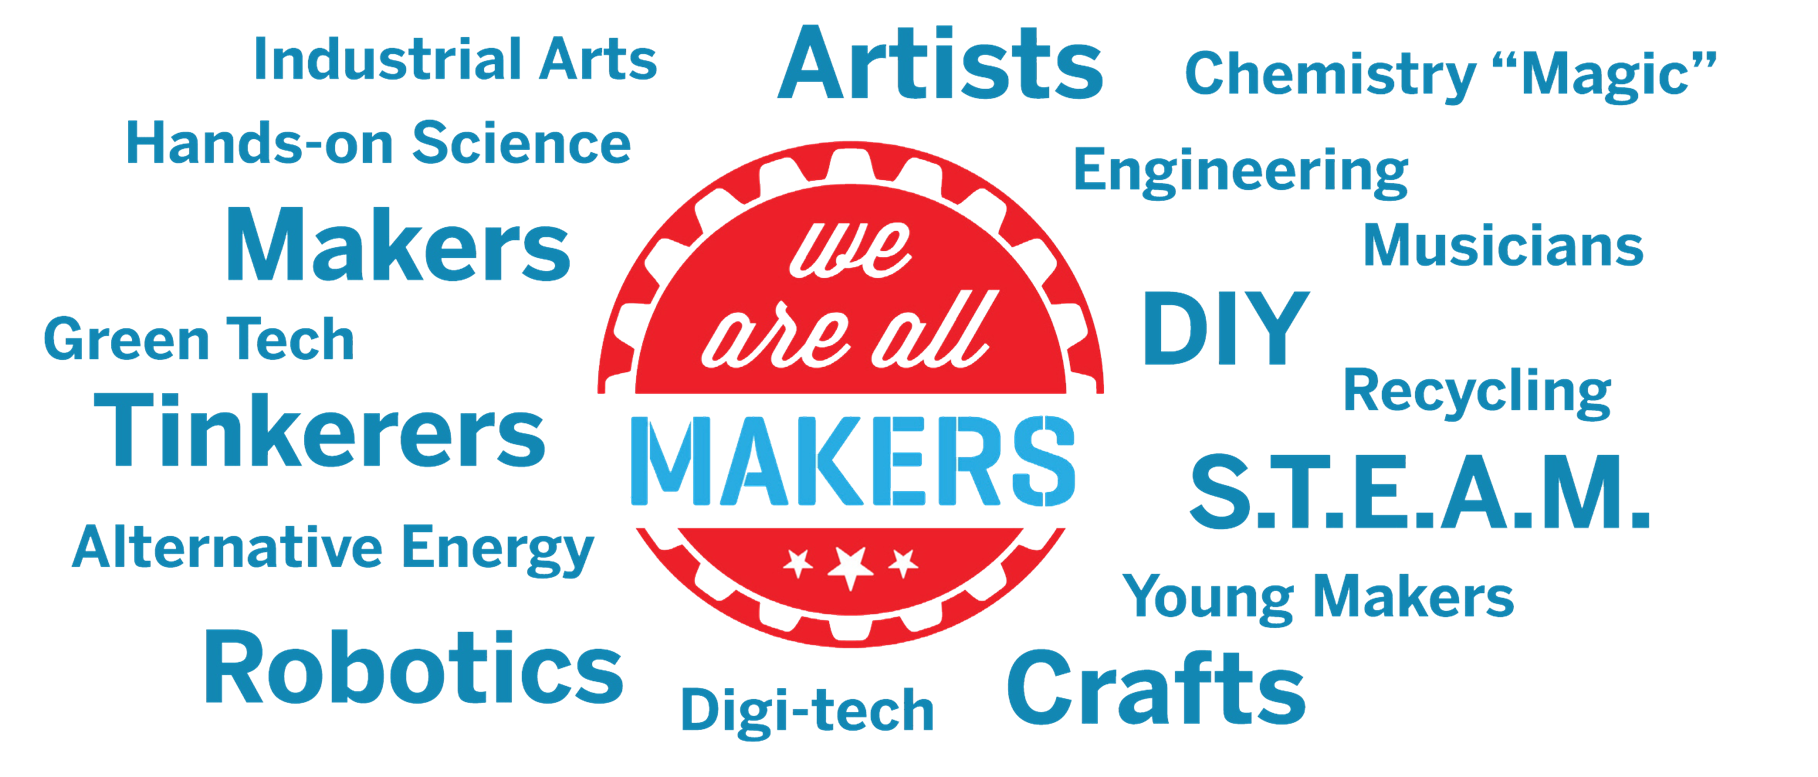 Industrial Arts
Artists
Chemistry “Magic”
Hands-on Science
Engineering
Makers
Musicians
we
are all
MAKERS
Green Tech
DIY
Tinkerers
Recycling
S.T.E.A.M.
Alternative Energy
Young Makers
Robotics
Digi-tech
Crafts